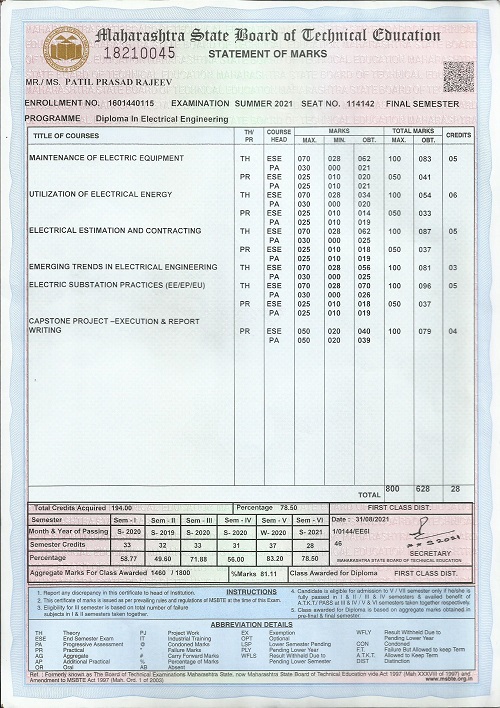 Maharashtra State Board of Technical Education
18210045
STATEMENT OF MARKS
MR./ MS. PATIL PRASAD RAJEEV
ENROLLMENT NO. 1601440115 EXAMINATION SUMMER 2021 SEAT NO. 114142 FINAL SEMESTER
PROGRAMME Diploma In Electrical Engineering
TITLE OF COURSES TH/ PR COURSE HEAD MARKS MAX. MIN. OBT. TOTAL MARKS MAX. OBT. CREDITS
MAINTENANCE OF ELECTRIC EQUIPMENT TH ESE 070 028 062 100 083 05
PA 030 000 021
PR ESE 025 010 020 050 041
PA 025 010 021
UTILIZATION OF ELECTRICAL ENERGY TH ESE 070 028 034 100 054 06
PA 030 000 020
PR ESE 025 010 014 050 033
PA 025 010 019
ELECTRICAL ESTIMATION AND CONTRACTING TH ESE 070 028 062 100 087 05
PA 030 000 025
PR ESE 025 010 018 050 037
PA 025 010 019
EMERGING TRENDS IN ELECTRICAL ENGINEERING TH ESE 070 028 056 100 081 03
PA 030 000 025
ELECTRIC SUBSTATION PRACTICES (EE/EP/EU) TH ESE 070 028 070 100 096 05
PA 030 000 026
PR ESE 025 010 018 050 037
PA 025 010 019
CAPSTONE PROJECT –EXECUTION & REPORT
WRITING PR ESE 050 020 040 100 079 04
PA 050 020 039
TOTAL 800 628 28
Total Credits Acquired 194.00 Percentage 78.50 FIRST CLASS DIST.
Semester Sem - I Sem - II Sem - III Sem - IV Sem - V Sem - VI Date : 31/08/2021
Month & Year of Passing S- 2020 S- 2019 S- 2020 S- 2020 W- 2020 S- 2021 1/0144/EE6I
Semester Credits 33 32 33 31 37 28 46
Percentage 58.77 49.60 71.88 56.00 83.20 78.50
SECRETARY
MAHARASHTRA STATE BOARD OF TECHNICAL EDUCATION
Aggregate Marks For Class Awarded 1460 / 1800 %Marks 81.11 Class Awarded for Diploma FIRST CLASS DIST.
INSTRUCTIONS
1. Report any discrepancy in this certificate to head of Institution.
2. This certificate of marks is issued as per prevailing rules and regulations of MSBTE at the time of this Exam.
3. Eligibility for III semester is based on total number of failure
subjects in I & II semesters taken together.
4. Candidate is eligible for admission to V / VII semester only if he/she is
fully passed in I & II / III & IV semesters & availed benefit of
A.T.K.T./ PASS at III & IV / V & VI semesters taken together respectively.
5. Class awarded for Diploma is based on aggregate marks obtained in
pre-final & final semester.
ABBREVIATION DETAILS
TH Theory PJ Project Work EX Exemption WFLY Result Withheld Due to
ESE End Semester Exam IT Industrial Training OPT Optional Pending Lower Year
PA Progressive Assessment @ Condoned Marks LSP Lower Semester Pending CON Condoned
PR Practical * Failure Marks PLY Pending Lower Year F.T. Failure But Allowed to keep Term
AG Aggregate # Carry Forward Marks WFLS Result Withheld Due to A.T.K.T. Allowed to Keep Term
AP Additional Practical % Percentage of Marks Pending Lower Semester DIST Distinction
OR Oral AB Absent
Ref. : Formerly known as The Board of Technical Examinations Maharashtra State, now Maharashtra State Board of Technical Education vide Act 1997 (Mah XXXVIII of 1997) and
Amendment to MSBTE Act 1997 (Mah. Ord. 1 of 2003) www.msbte.org.in